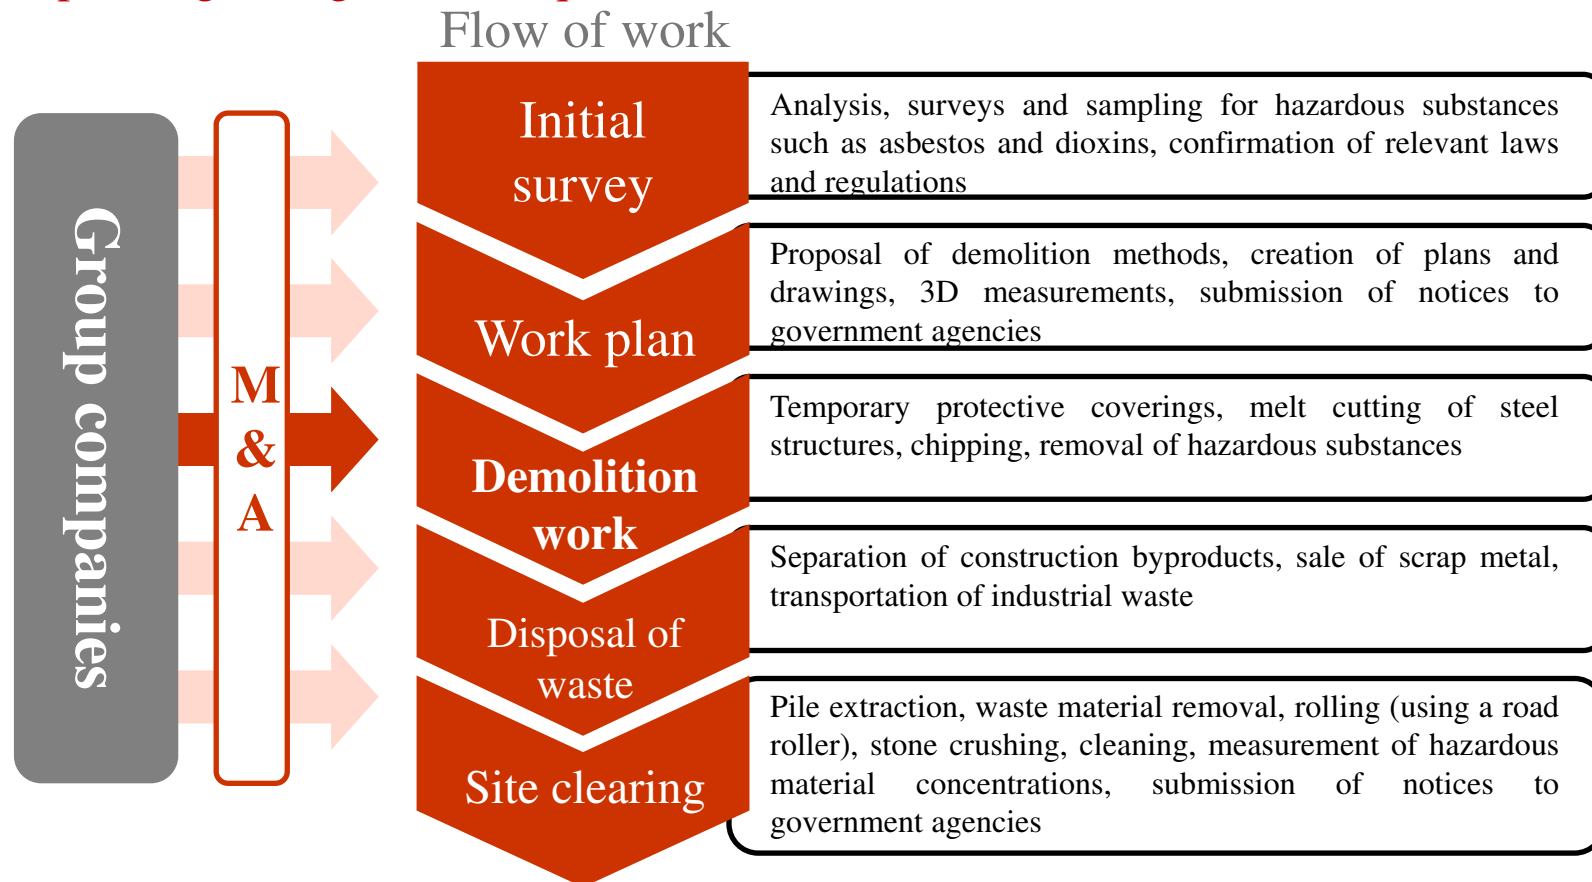 Flow of work
Group companies
M
&
A
Initial
survey
Analysis, surveys and sampling for hazardous substances
such as asbestos and dioxins, confirmation of relevant laws
and regulations
Work plan
Proposal of demolition methods, creation of plans and
drawings, 3D measurements, submission of notices to
government agencies
Demolition
work
Temporary protective coverings, melt cutting of steel
structures, chipping, removal of hazardous substances
Disposal of
waste
Separation of construction byproducts, sale of scrap metal,
transportation of industrial waste
Site clearing
Pile extraction, waste material removal, rolling (using a road
roller), stone crushing, cleaning, measurement of hazardous
material concentrations, submission of notices to
government agencies